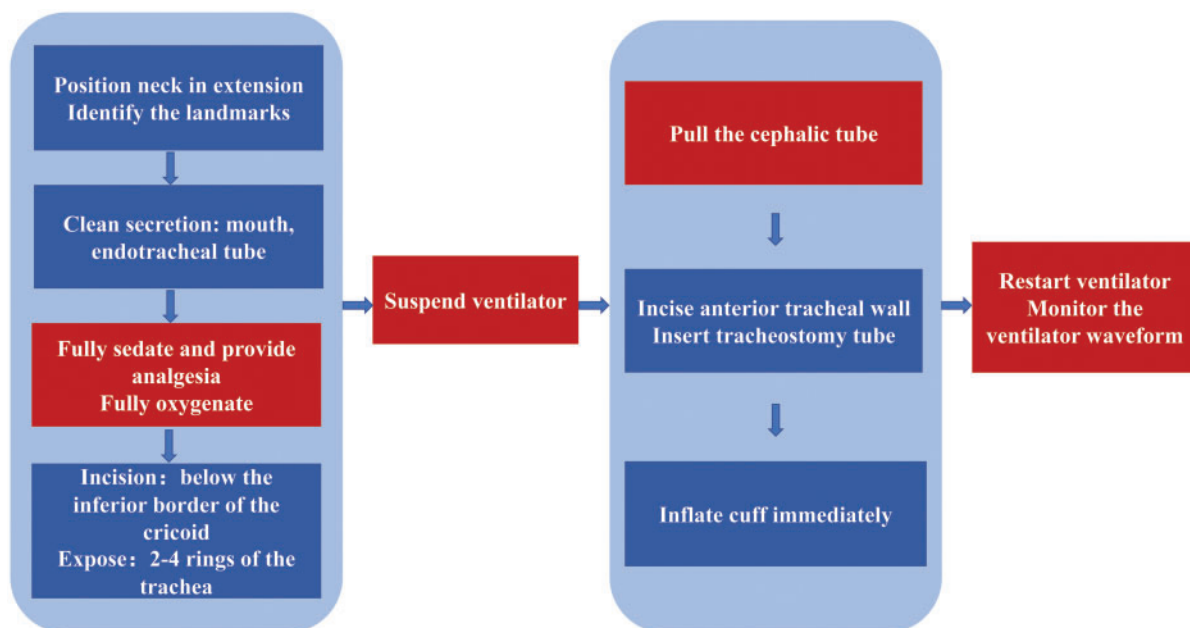 Position neck in extension
Identify the landmarks
Clean secretion: mouth,
endotracheal tube
Fully sedate and provide
analgesia
Fully oxygenate
Incision：below the
inferior border of the
cricoid
Expose：2-4 rings of the
trachea
Suspend ventilator
Pull the cephalic tube
Incise anterior tracheal wall
Insert tracheostomy tube
Inflate cuff immediately
Restart ventilator
Monitor the
ventilator waveform